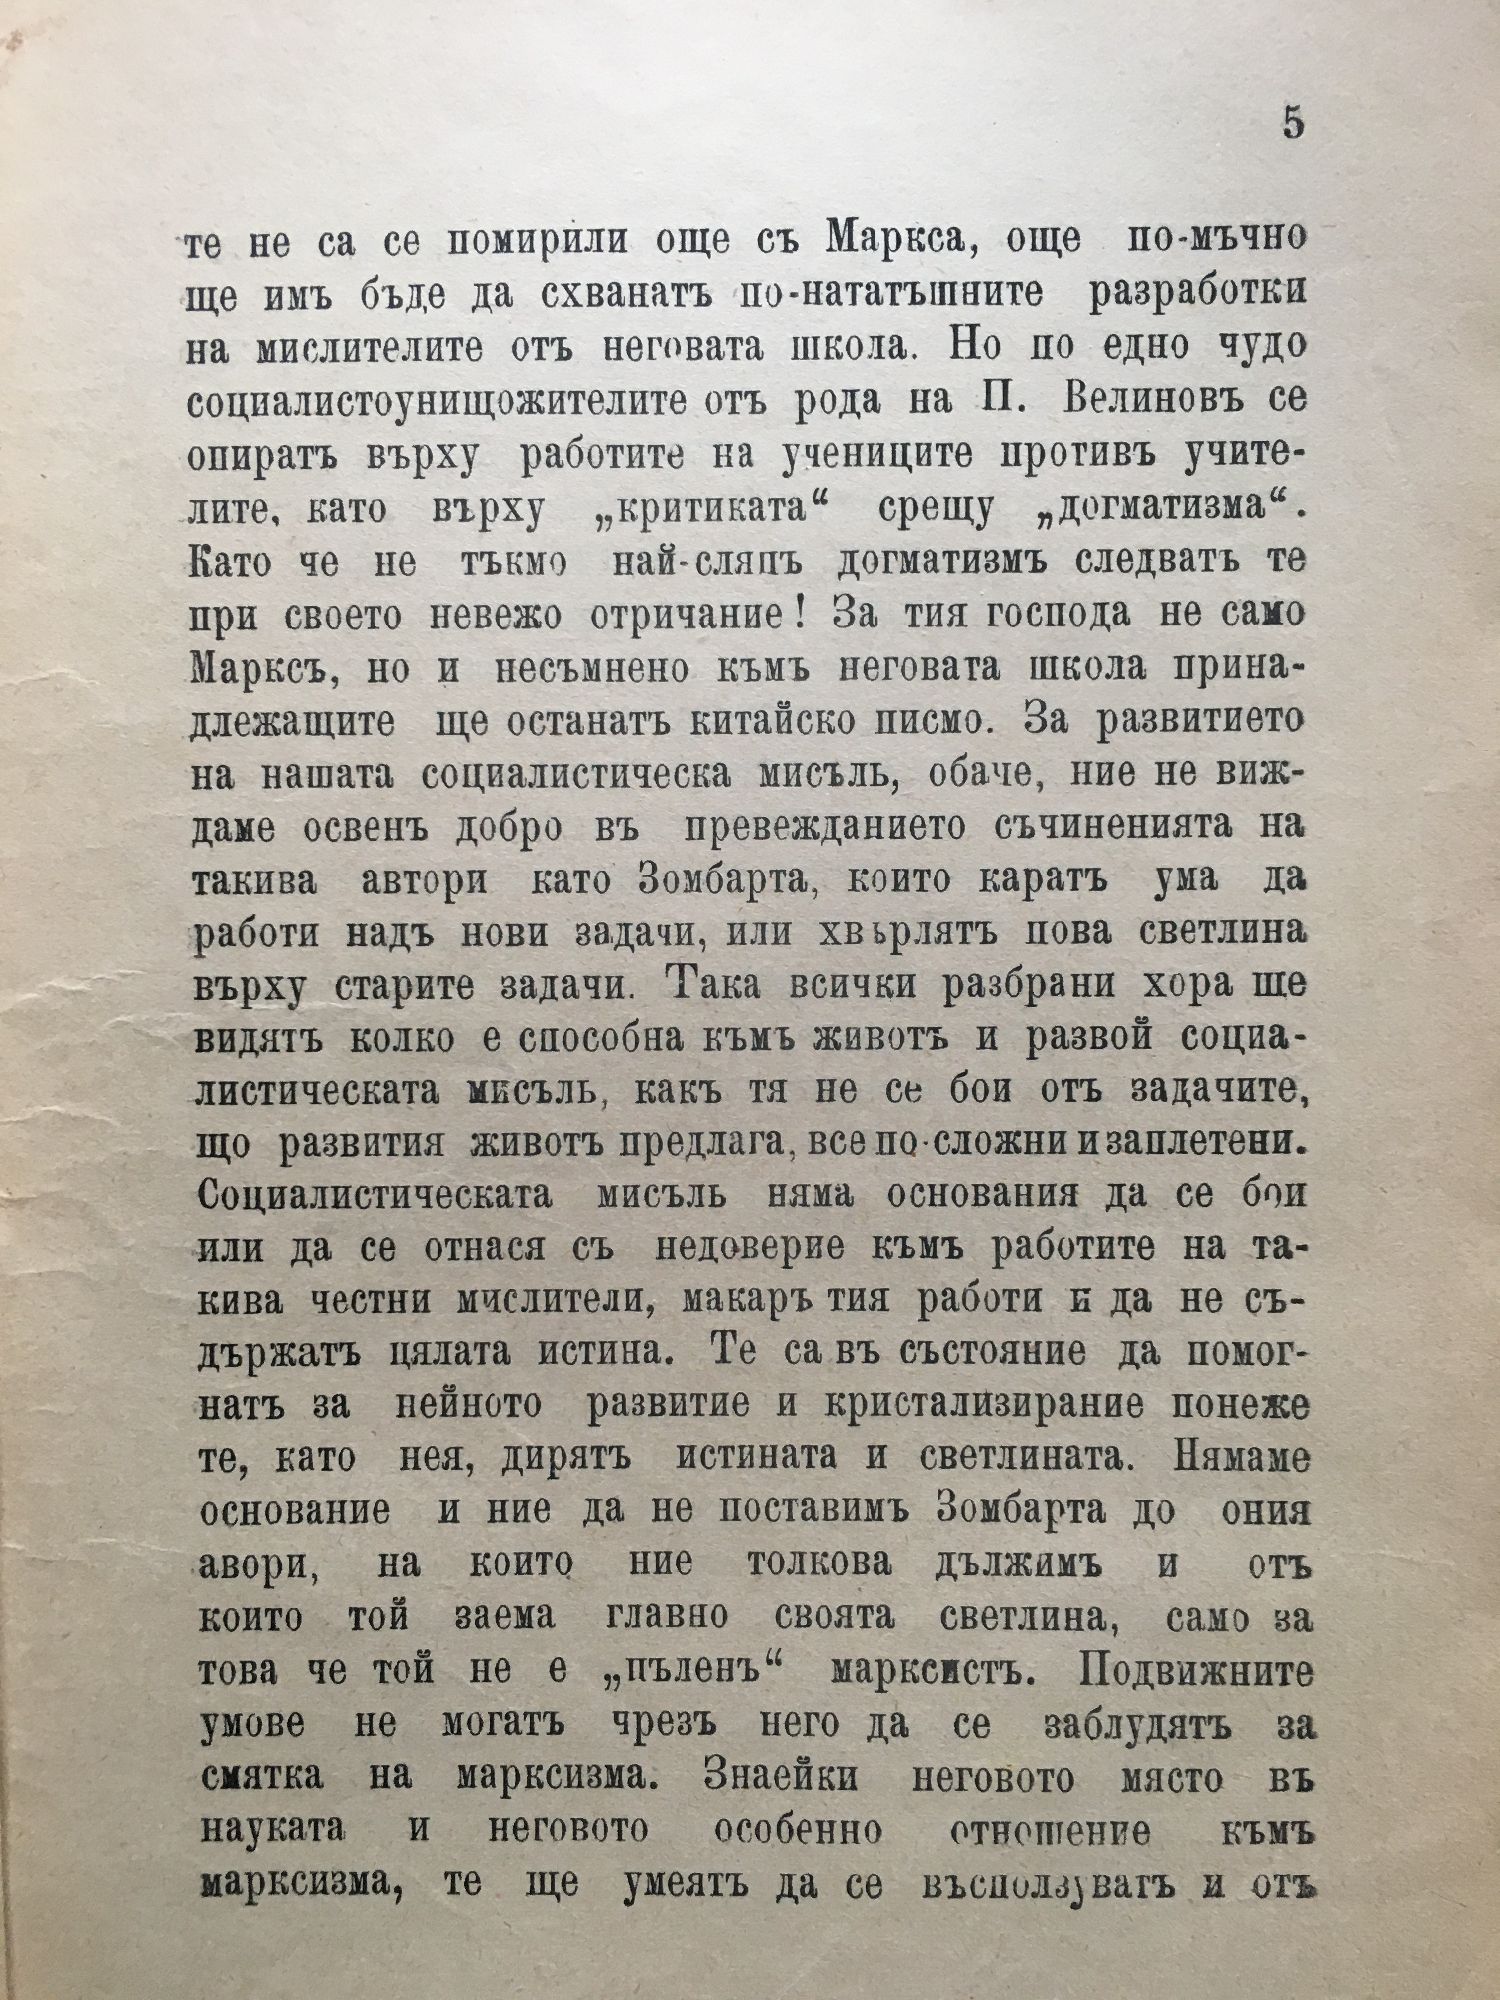 5
те не са се помирили още съ Маркса, още по-мъчно
ще имъ бъде да схванатъ по-нататъшните разработки
на мислителите отъ неговата школа. Но по едно чудо
социалистоунищожителите отъ рода на П. Велиновъ се
опиратъ върху работите на учениците противъ учите-
лите, като върху „критиката“ срещу „догматизма“.
Като че не тъкмо най-сляпъ догматизмъ следватъ те
при своето невежо отричание! За тия господа не само
Марксъ, но и несъмнено къмъ неговата школа прина-
длежащите ще останатъ китайско писмо. За развитието
на нашата социалистическа мисъль, обаче, ние не виж-
даме освенъ добро въ превежданието съчиненията на
такива автори като Зомбарта, които каратъ ума да
работи надъ нови задачи, или хвърлятъ нова светлина
върху старите задачи. Така всички разбрани хора ще
видятъ колко е способна къмъ животъ и развой социа-
листическата мисъль, какъ тя не се бои отъ задачите,
що развития животъ предлага, все по-сложни и заплетени.
Социалистическата мисъль няма основания да се бои
или да се отнася съ недоверие къмъ работите на та-
кива честни мислители, макаръ тия работи и да не съ-
държатъ цялата истина. Те са въ състояние да помог-
натъ за нейното развитие и кристализирание понеже
те, като нея, дирятъ истината и светлината. Нямаме
основание и ние да не поставимъ Зомбарта до ония
авори, на които ние толкова дължимъ и отъ
които той заема главно своята светлина, само за
това че той не е „пъленъ“ марксистъ. Подвижните
умове не могатъ чрезъ него да се заблудятъ за
смятка на марксизма. Знаейки неговото място въ
науката и неговото особенно отношение къмъ
марксизма, те ще умеятъ да се въсползуватъ и отъ